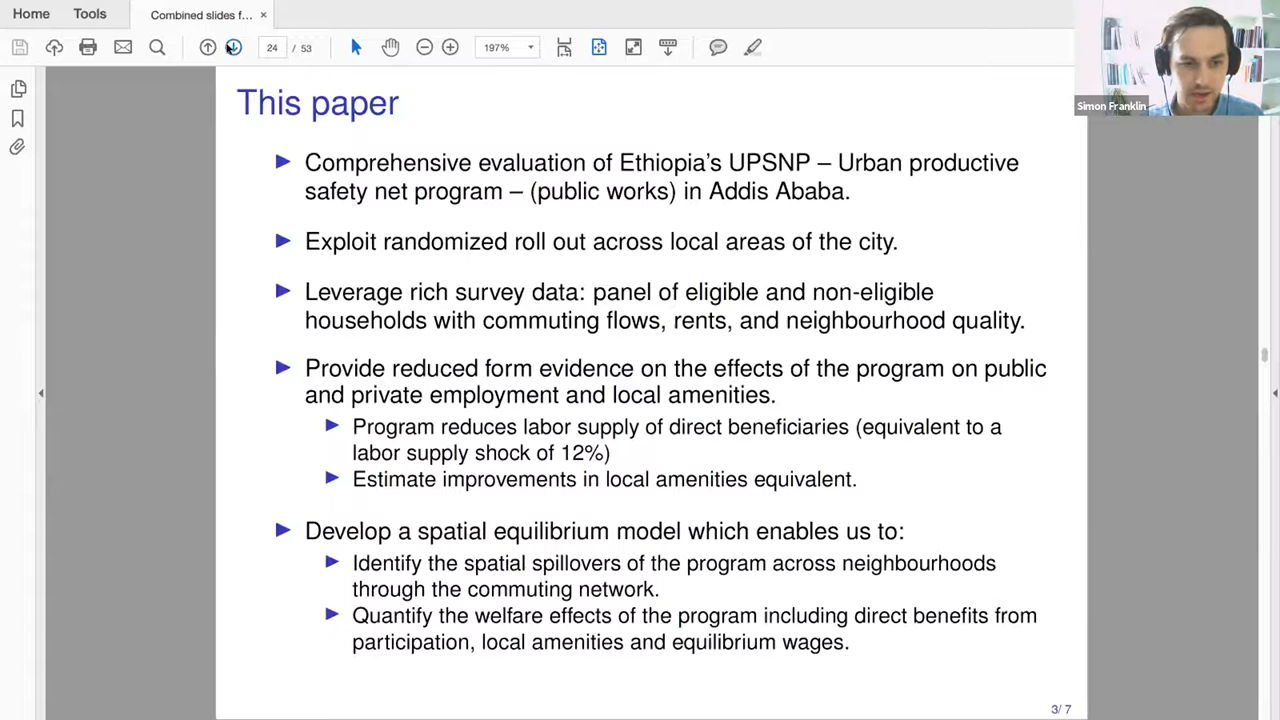 Home
Tools
Combined slides f...
24
/ 53
197%
Simon Franklin
This paper
Comprehensive evaluation of Ethiopia's UPSNP – Urban productive
safety net program – (public works) in Addis Ababa.
Exploit randomized roll out across local areas of the city.
Leverage rich survey data: panel of eligible and non-eligible
households with commuting flows, rents, and neighbourhood quality.
Provide reduced form evidence on the effects of the program on public
and private employment and local amenities.
Program reduces labor supply of direct beneficiaries (equivalent to a
labor supply shock of 12%)
Estimate improvements in local amenities equivalent.
Develop a spatial equilibrium model which enables us to:
Identify the spatial spillovers of the program across neighbourhoods
through the commuting network.
Quantify the welfare effects of the program including direct benefits from
participation, local amenities and equilibrium wages.
3/ 7